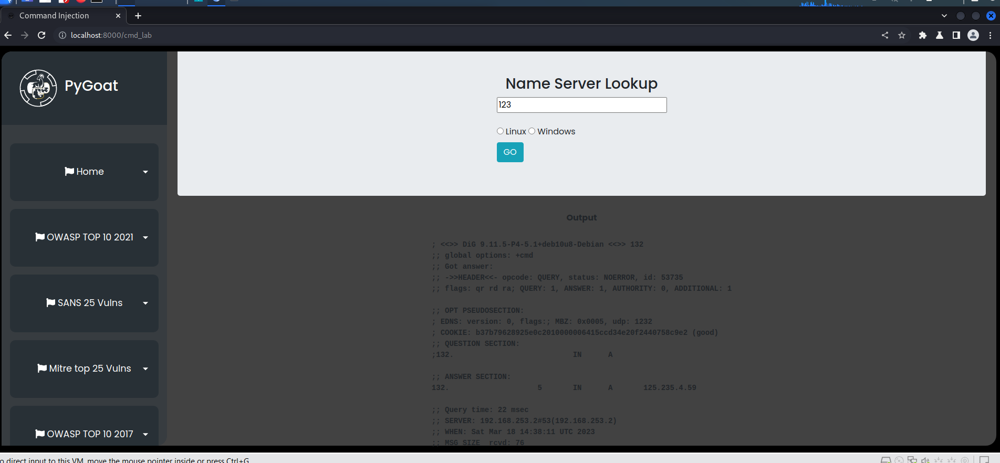 Command Injection
localhost:8000/cmd_lab
PyGoat
Home
OWASP TOP 10 2021
SANS 25 Vulns
Mitre top 25 Vulns
OWASP TOP 10 2017
Name Server Lookup
123
Linux Windows
GO
Output
; <<>> DiG 9.11.5-P4-5.1+deb10u8-Debian <<>> 132
;; global options: +cmd
;; Got answer:
;; ->>HEADER<<- opcode: QUERY, status: NOERROR, id: 53735
;; flags: qr rd ra; QUERY: 1, ANSWER: 1, AUTHORITY: 0, ADDITIONAL: 1
;; OPT PSEUDOSECTION:
; EDNS: version: 0, flags:; MBZ: 0x0005, udp: 1232
; COOKIE: b37b79628925e0c2010000006415ccd34e20f2440758c9e2 (good)
;; QUESTION SECTION:
;132. IN A
;; ANSWER SECTION:
132. 5 IN A 125.235.4.59
;; Query time: 22 msec
;; SERVER: 192.168.253.2#53(192.168.253.2)
;; WHEN: Sat Mar 18 14:38:11 UTC 2023
;; MSG SIZE rcvd: 76
o direct input to this VM, move the mouse pointer inside or press Ctrl+G.